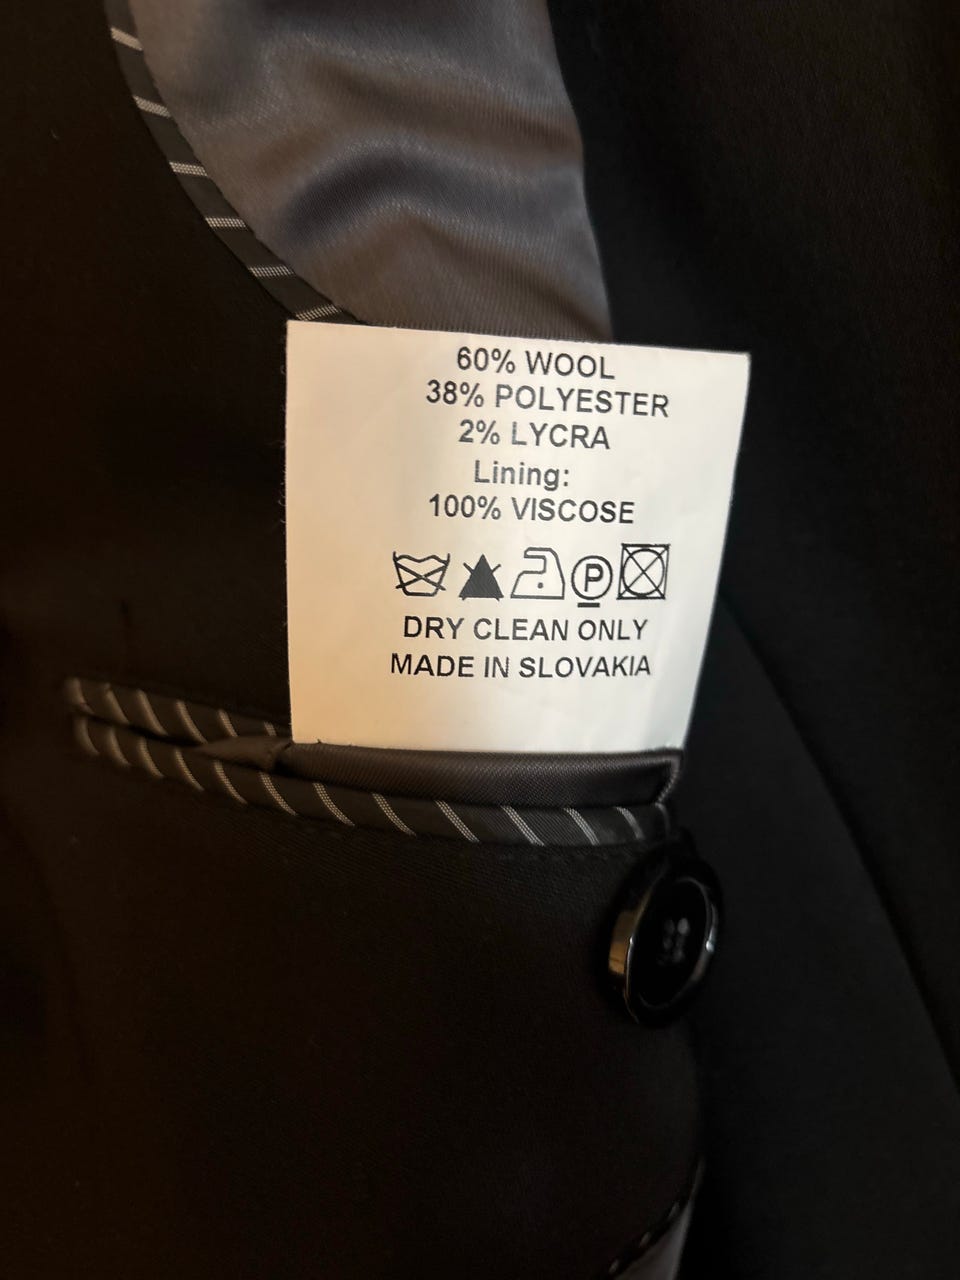 60% WOOL
38% POLYESTER
2% LYCRA
Lining:
100% VISCOSE
P
DRY CLEAN ONLY
MADE IN SLOVAKIA